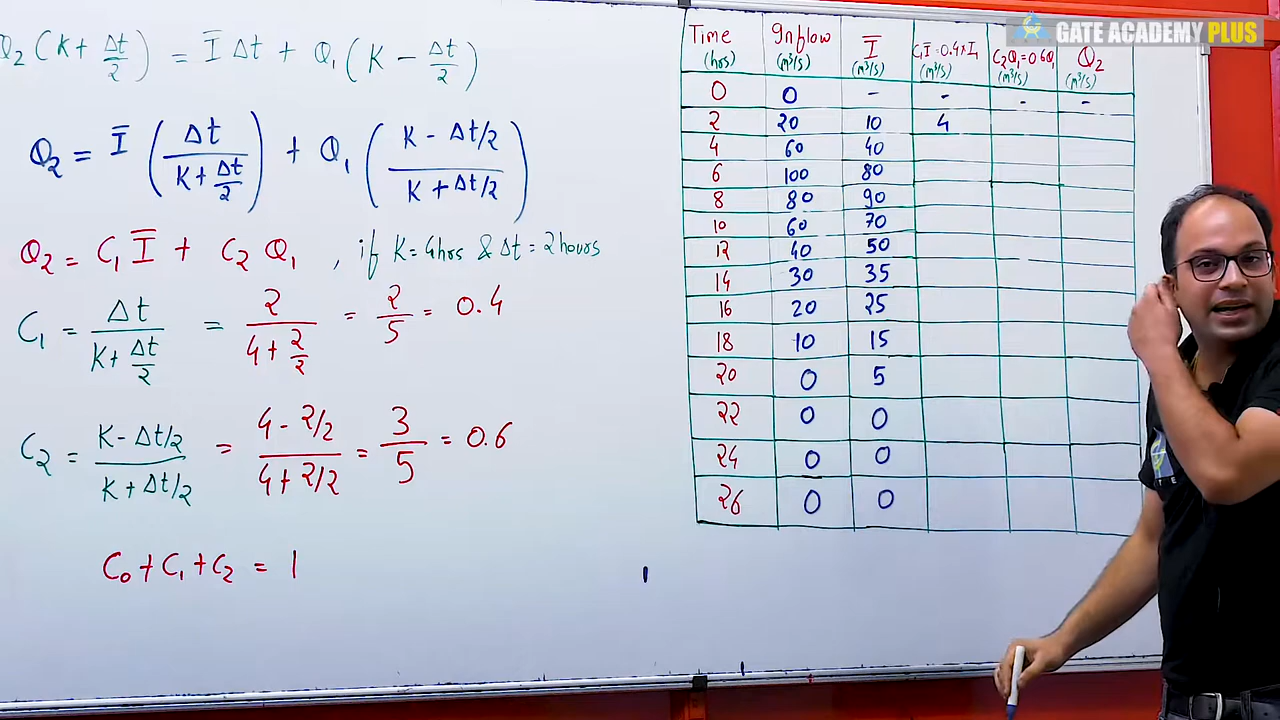 GATE ACADEMY PLUS
Q₂ (K + Δt/2) = Ī Δt + Q₁ (K - Δt/2)
Q₂ = Ī (Δt / (K + Δt/2)) + Q₁ ((K - Δt/2) / (K + Δt/2))
Q₂ = C₁ Ī + C₂ Q₁ , if K = 4hrs & Δt = 2 hours
C₁ = Δt / (K + Δt/2) = 2 / (4 + 2/2) = 2/5 = 0.4
C₂ = (K - Δt/2) / (K + Δt/2) = (4 - 2/2) / (4 + 2/2) = 3/5 = 0.6
C₀ + C₁ + C₂ = 1
Time (hrs) Inflow (m³/s) Ī (m³/s) C₁Ī = 0.4 × I₁ (m³/s) C₂Q₁ = 0.6Q₁ (m³/s) Q₂ (m³/s)
0 0 - - - -
2 20 10 4
4 60 40
6 100 80
8 80 90
10 60 70
12 40 50
14 30 35
16 20 25
18 10 15
20 0 5
22 0 0
24 0 0
26 0 0